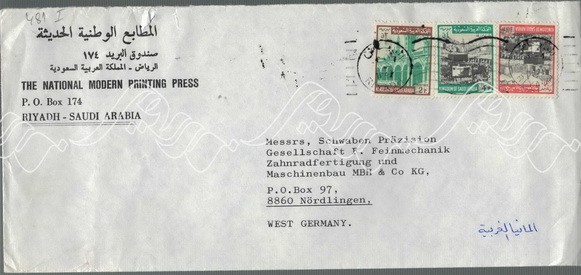 481 I
المطابع الوطنية الحديثة
صندوق البريد ١٧٤
الرياض - المملكة العربية السعودية
THE NATIONAL MODERN PRINTING PRESS
P. O. Box 174
RIYADH - SAUDI ARABIA
Messrs, Schwaben Präzision
Gesellschaft F. Feinmechanik
Zahnradfertigung und
Maschinenbau MBH & Co KG,
P.O.Box 97,
8860 Nördlingen,
WEST GERMANY.
المانيا الغربية